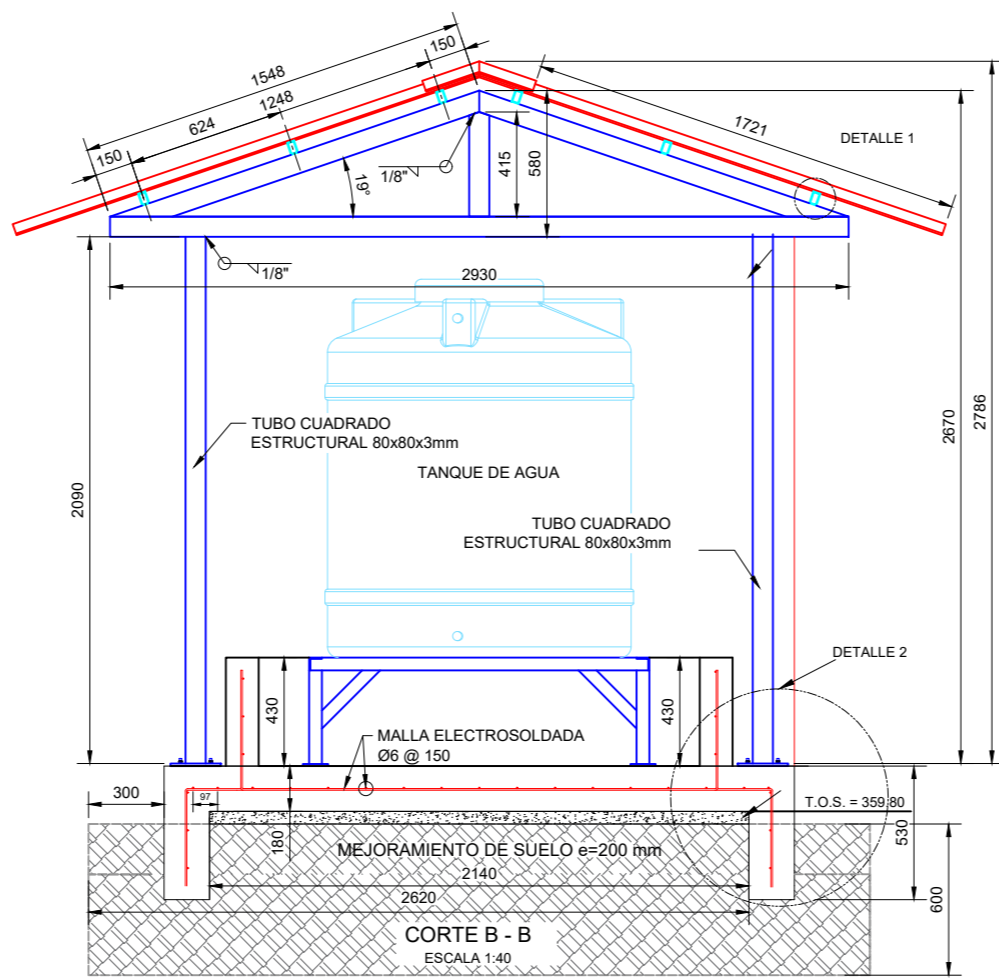 150
1548
1248
624
150
1721
DETALLE 1
19°
1/8"
415
580
1/8"
2930
2670
2786
TUBO CUADRADO
ESTRUCTURAL 80x80x3mm
TANQUE DE AGUA
2090
TUBO CUADRADO
ESTRUCTURAL 80x80x3mm
DETALLE 2
430
430
MALLA ELECTROSOLDADA
Ø6 @ 150
300
97
T.O.S. = 359.80
180
530
MEJORAMIENTO DE SUELO e=200 mm
2140
2620
600
CORTE B - B
ESCALA 1:40